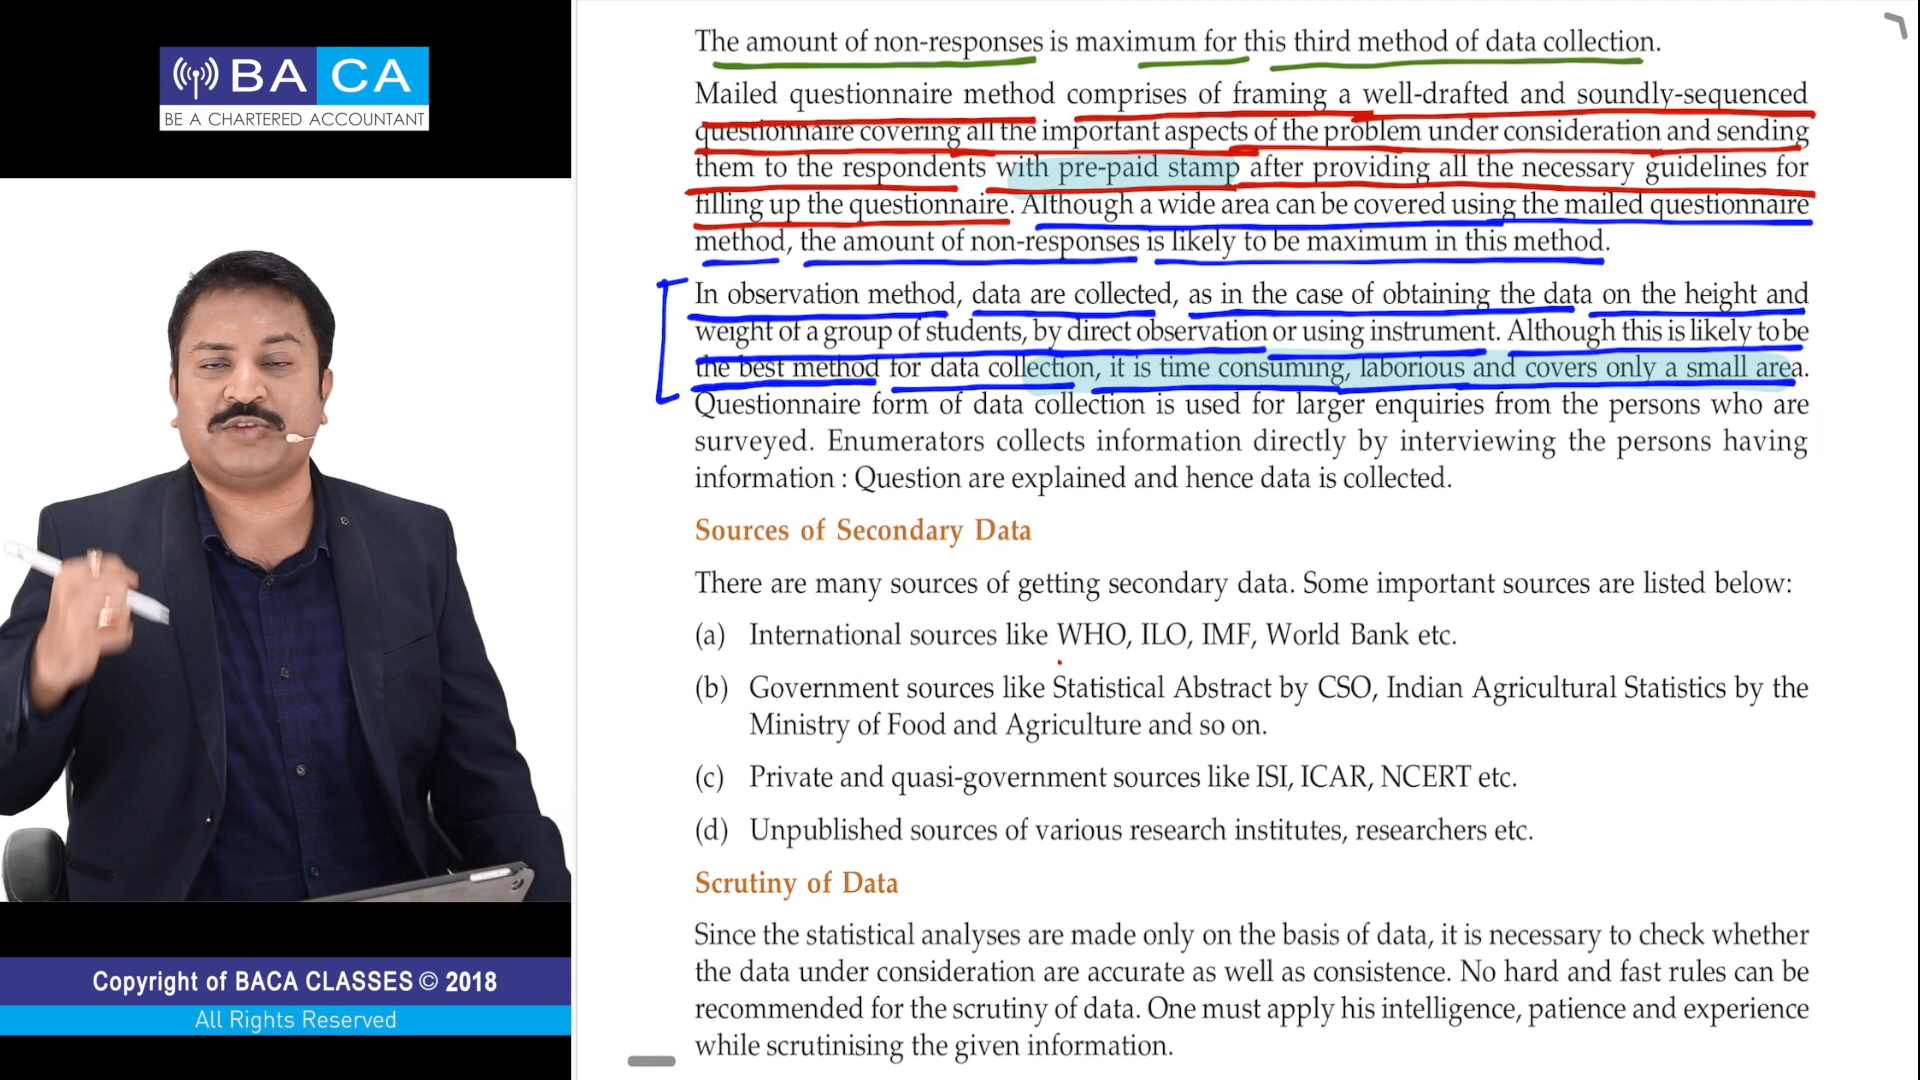 BA CA
BE A CHARTERED ACCOUNTANT
The amount of non-responses is maximum for this third method of data collection.
Mailed questionnaire method comprises of framing a well-drafted and soundly-sequenced
questionnaire covering all the important aspects of the problem under consideration and sending
them to the respondents with pre-paid stamp after providing all the necessary guidelines for
filling up the questionnaire. Although a wide area can be covered using the mailed questionnaire
method, the amount of non-responses is likely to be maximum in this method.
In observation method, data are collected, as in the case of obtaining the data on the height and
weight of a group of students, by direct observation or using instrument. Although this is likely to be
the best method for data collection, it is time consuming, laborious and covers only a small area.
Questionnaire form of data collection is used for larger enquiries from the persons who are
surveyed. Enumerators collects information directly by interviewing the persons having
information : Question are explained and hence data is collected.
Sources of Secondary Data
There are many sources of getting secondary data. Some important sources are listed below:
(a) International sources like WHO, ILO, IMF, World Bank etc.
(b) Government sources like Statistical Abstract by CSO, Indian Agricultural Statistics by the
Ministry of Food and Agriculture and so on.
(c) Private and quasi-government sources like ISI, ICAR, NCERT etc.
(d) Unpublished sources of various research institutes, researchers etc.
Scrutiny of Data
Since the statistical analyses are made only on the basis of data, it is necessary to check whether
the data under consideration are accurate as well as consistence. No hard and fast rules can be
recommended for the scrutiny of data. One must apply his intelligence, patience and experience
while scrutinising the given information.
Copyright of BACA CLASSES © 2018
All Rights Reserved